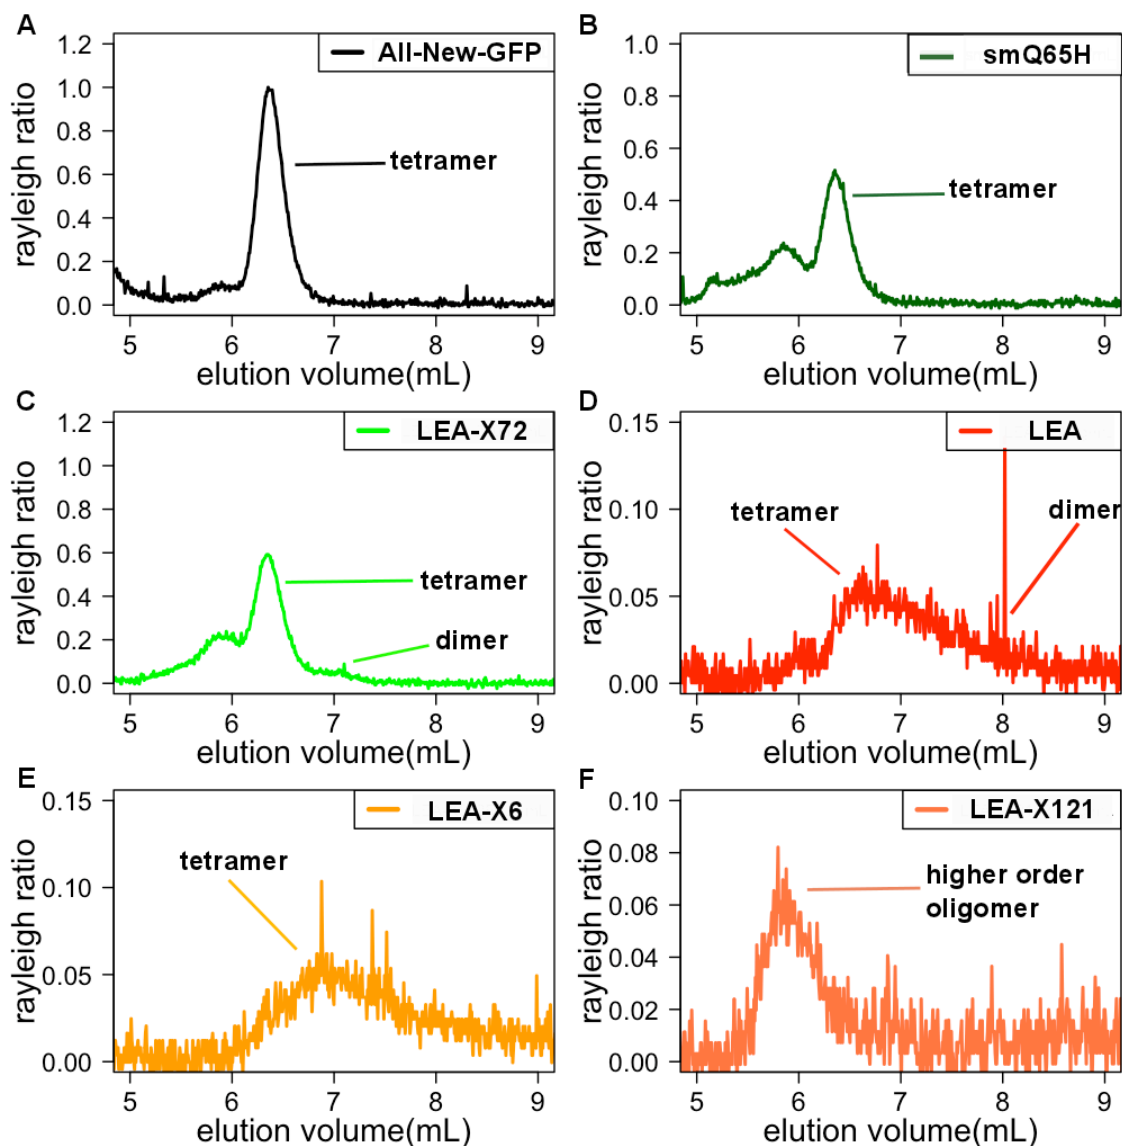 A
All-New-GFP
rayleigh ratio
1.2
1.0
0.8
0.6
0.4
0.2
0.0
tetramer
5 6 7 8 9
elution volume(mL)
B
smQ65H
rayleigh ratio
1.0
0.8
0.6
0.4
0.2
0.0
tetramer
5 6 7 8 9
elution volume(mL)
C
LEA-X72
rayleigh ratio
1.2
1.0
0.8
0.6
0.4
0.2
0.0
tetramer
dimer
5 6 7 8 9
elution volume(mL)
D
LEA
rayleigh ratio
0.15
0.10
0.05
0.00
tetramer
dimer
5 6 7 8 9
elution volume(mL)
E
LEA-X6
rayleigh ratio
0.15
0.10
0.05
0.00
tetramer
5 6 7 8 9
elution volume(mL)
F
LEA-X121
rayleigh ratio
0.10
0.08
0.06
0.04
0.02
0.00
higher order
oligomer
5 6 7 8 9
elution volume(mL)